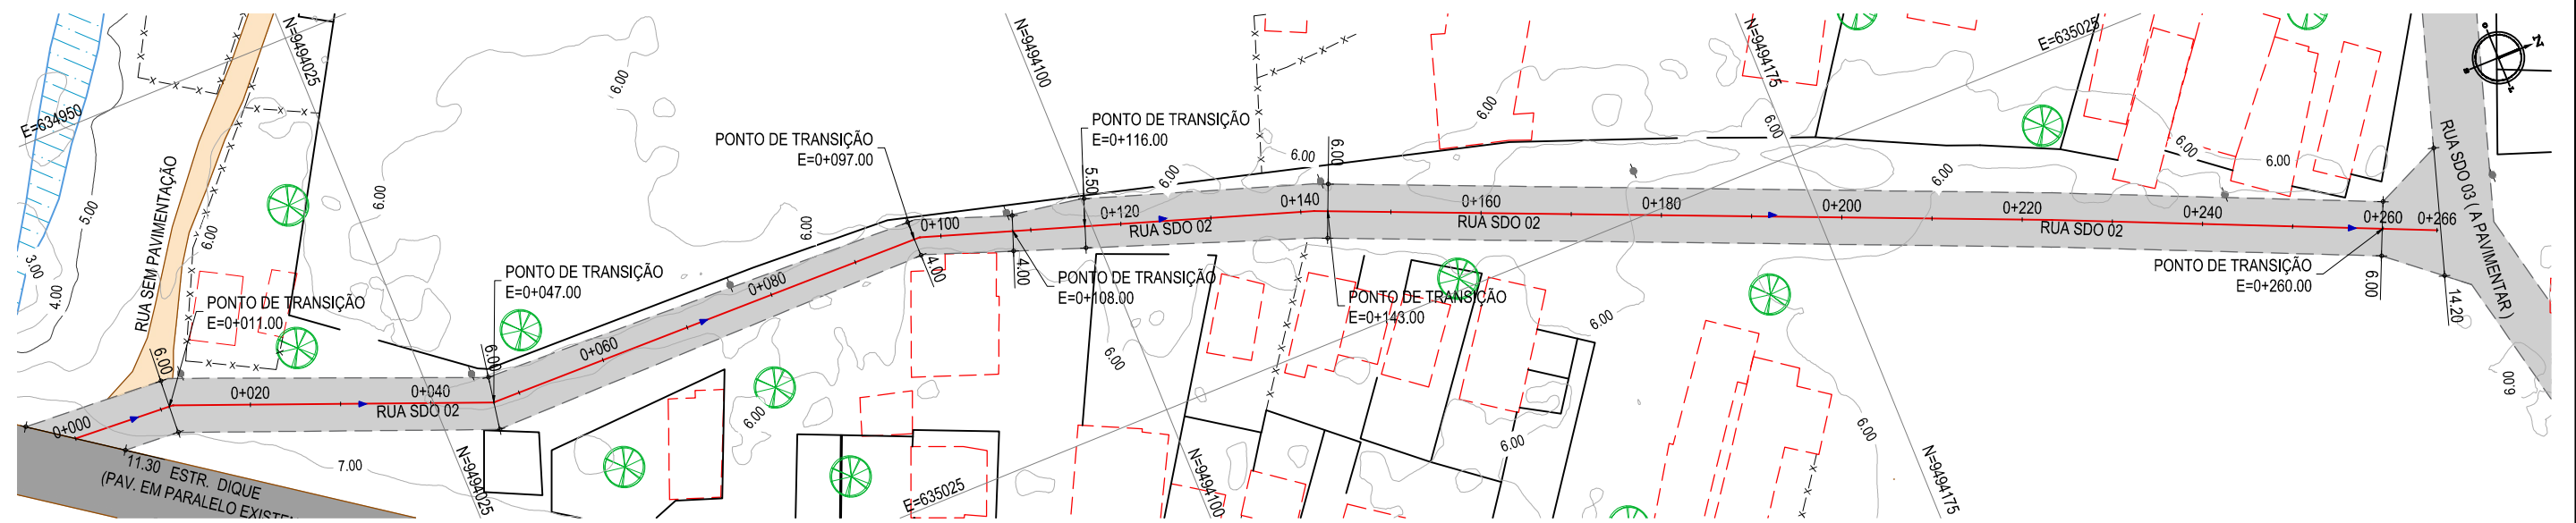 E=634950
5.00
4.00
3.00
RUA SEM PAVIMENTAÇÃO
6.00
N=9494025
6.00
PONTO DE TRANSIÇÃO
E=0+011.00
6.00
0+000
0+020
0+040
RUA SDO 02
11.30
ESTR. DIQUE
(PAV. EM PARALELO
7.00
N=9494025
6.00
PONTO DE TRANSIÇÃO
E=0+047.00
6.00
0+060
0+080
6.00
6.00
PONTO DE TRANSIÇÃO
E=0+097.00
0+100
4.00
4.00
PONTO DE TRANSIÇÃO
E=0+108.00
N=9494100
PONTO DE TRANSIÇÃO
E=0+116.00
5.50
0+120
6.00
RUA SDO 02
6.00
N=9494100
E=635025
6.00
6.00
0+140
PONTO DE TRANSIÇÃO
E=0+143.00
6.00
0+160
RUA SDO 02
6.00
6.00
N=9494175
6.00
0+180
0+200
6.00
E=635025
0+220
RUA SDO 02
0+240
6.00
6.00
6.00
N=9494175
PONTO DE TRANSIÇÃO
E=0+260.00
0+260
0+266
6.00
14.20
RUA SDO 03 (A PAVIMENTAR)
6.00
N